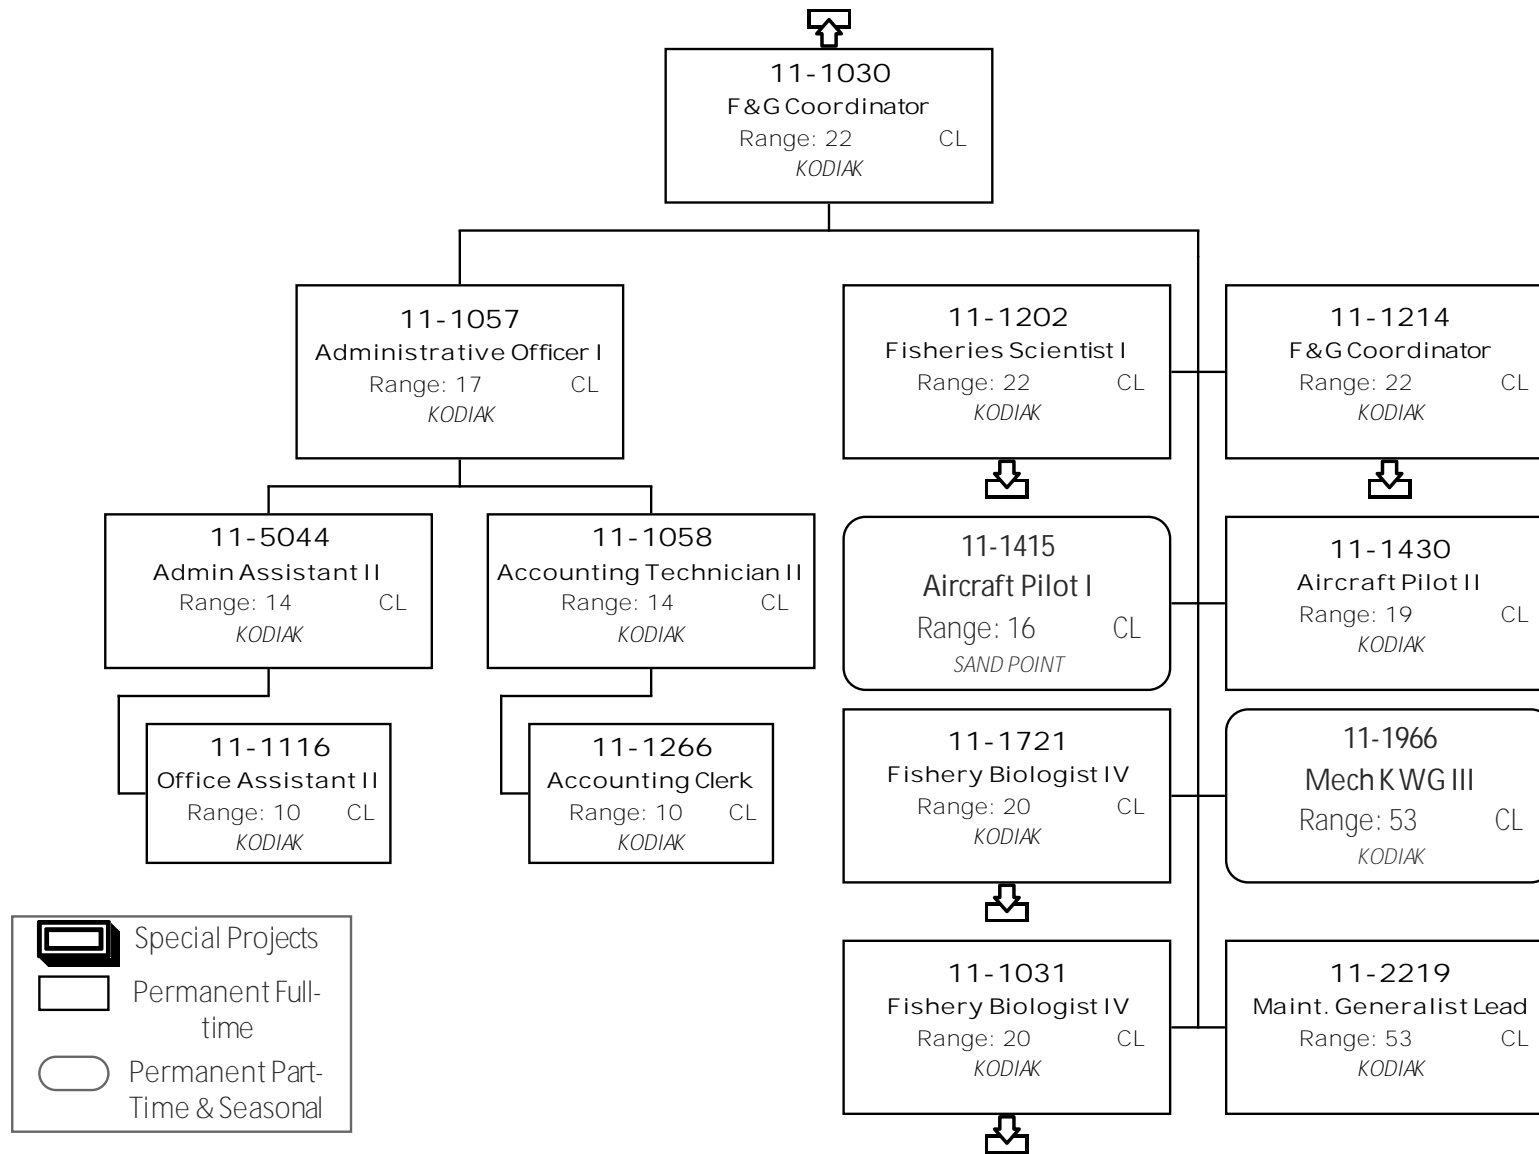 11-1030
F&G Coordinator
Range: 22 CL
KODIAK
11-1057
Administrative Officer I
Range: 17 CL
KODIAK
11-1202
Fisheries Scientist I
Range: 22 CL
KODIAK
11-1214
F&G Coordinator
Range: 22 CL
KODIAK
11-5044
Admin Assistant II
Range: 14 CL
KODIAK
11-1058
Accounting Technician II
Range: 14 CL
KODIAK
11-1415
Aircraft Pilot I
Range: 16 CL
SAND POINT
11-1430
Aircraft Pilot II
Range: 19 CL
KODIAK
11-1116
Office Assistant II
Range: 10 CL
KODIAK
11-1266
Accounting Clerk
Range: 10 CL
KODIAK
11-1721
Fishery Biologist IV
Range: 20 CL
KODIAK
11-1966
Mech K WG III
Range: 53 CL
KODIAK
11-1031
Fishery Biologist IV
Range: 20 CL
KODIAK
11-2219
Maint. Generalist Lead
Range: 53 CL
KODIAK
Special Projects
Permanent Full-
time
Permanent Part-
Time & Seasonal